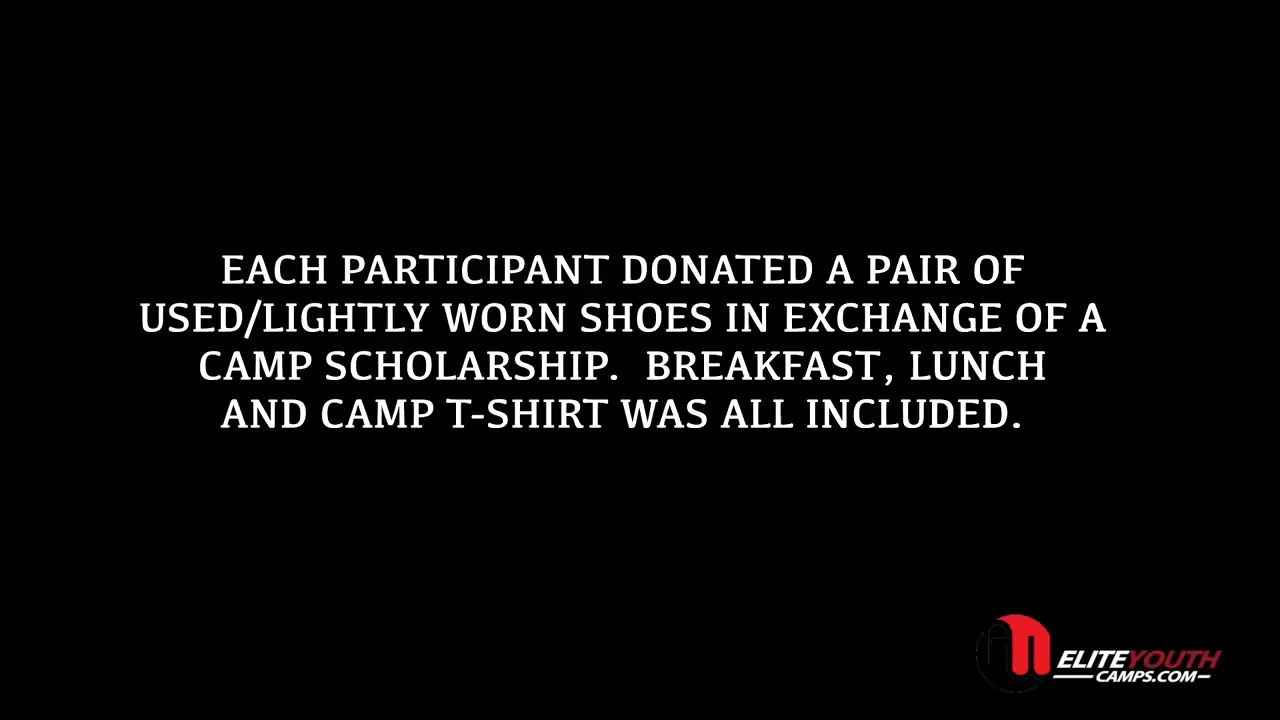 EACH PARTICIPANT DONATED A PAIR OF
USED/LIGHTLY WORN SHOES IN EXCHANGE OF A
CAMP SCHOLARSHIP.  BREAKFAST, LUNCH
AND CAMP T-SHIRT WAS ALL INCLUDED.
ELITEYOUTH
CAMPS.COM